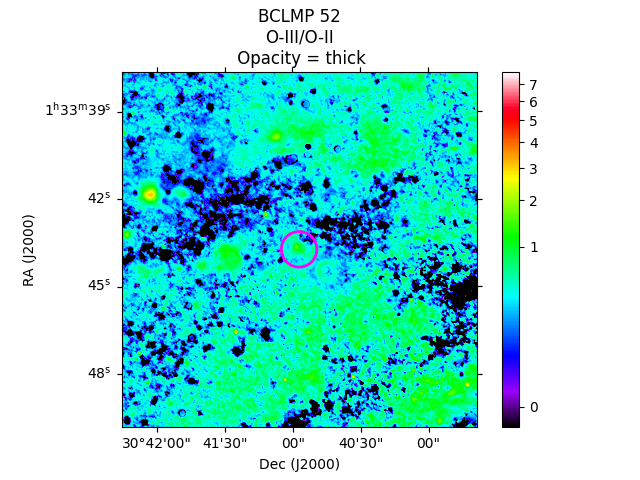 BCLMP 52
O-III/O-II
Opacity = thick
1ʰ33ᵐ39ˢ
42ˢ
45ˢ
48ˢ
RA (J2000)
30°42'00" 41'30" 00" 40'30" 00"
Dec (J2000)
7
6
5
4
3
2
1
0